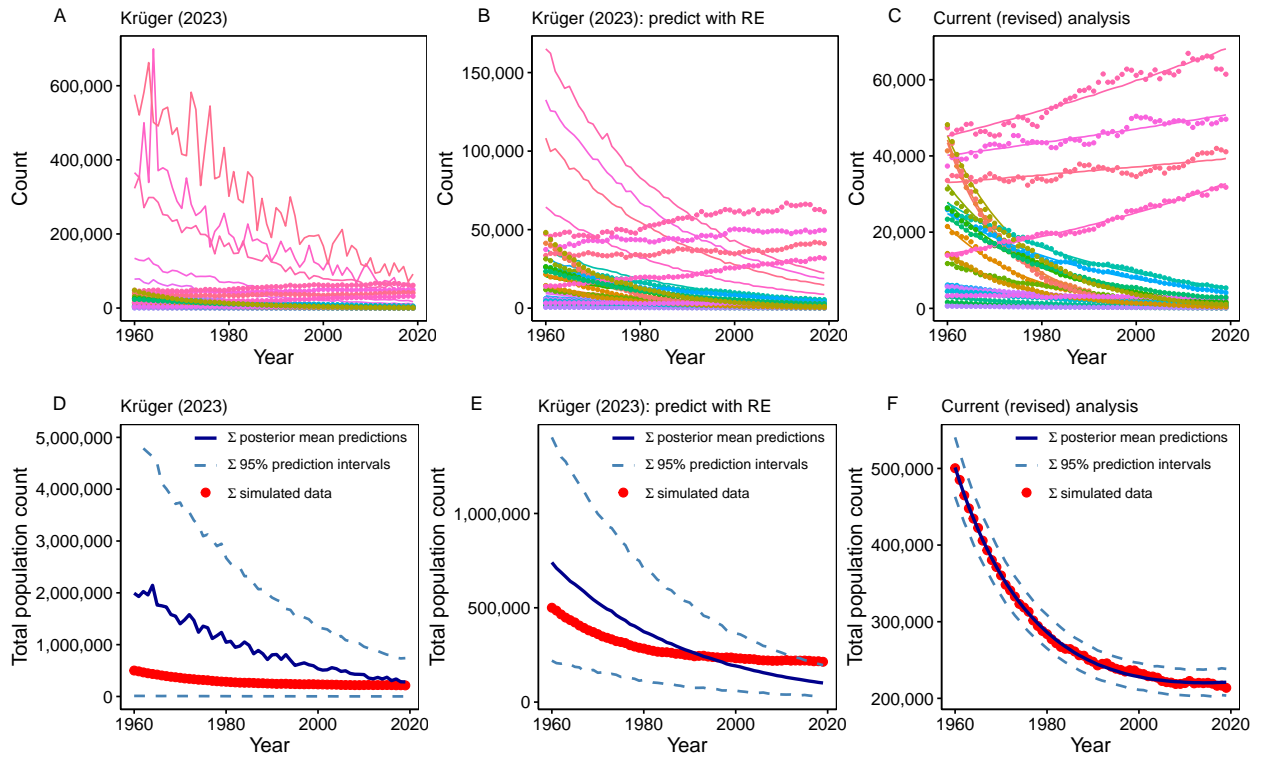 A Krüger (2023)
Count
600,000
400,000
200,000
0
1960 1980 2000 2020
Year
B Krüger (2023): predict with RE
Count
150,000
100,000
50,000
0
1960 1980 2000 2020
Year
C Current (revised) analysis
Count
60,000
40,000
20,000
0
1960 1980 2000 2020
Year
D Krüger (2023)
Total population count
5,000,000
4,000,000
3,000,000
2,000,000
1,000,000
0
Σ posterior mean predictions
Σ 95% prediction intervals
Σ simulated data
1960 1980 2000 2020
Year
E Krüger (2023): predict with RE
Total population count
1,000,000
500,000
0
Σ posterior mean predictions
Σ 95% prediction intervals
Σ simulated data
1960 1980 2000 2020
Year
F Current (revised) analysis
Total population count
500,000
400,000
300,000
200,000
Σ posterior mean predictions
Σ 95% prediction intervals
Σ simulated data
1960 1980 2000 2020
Year